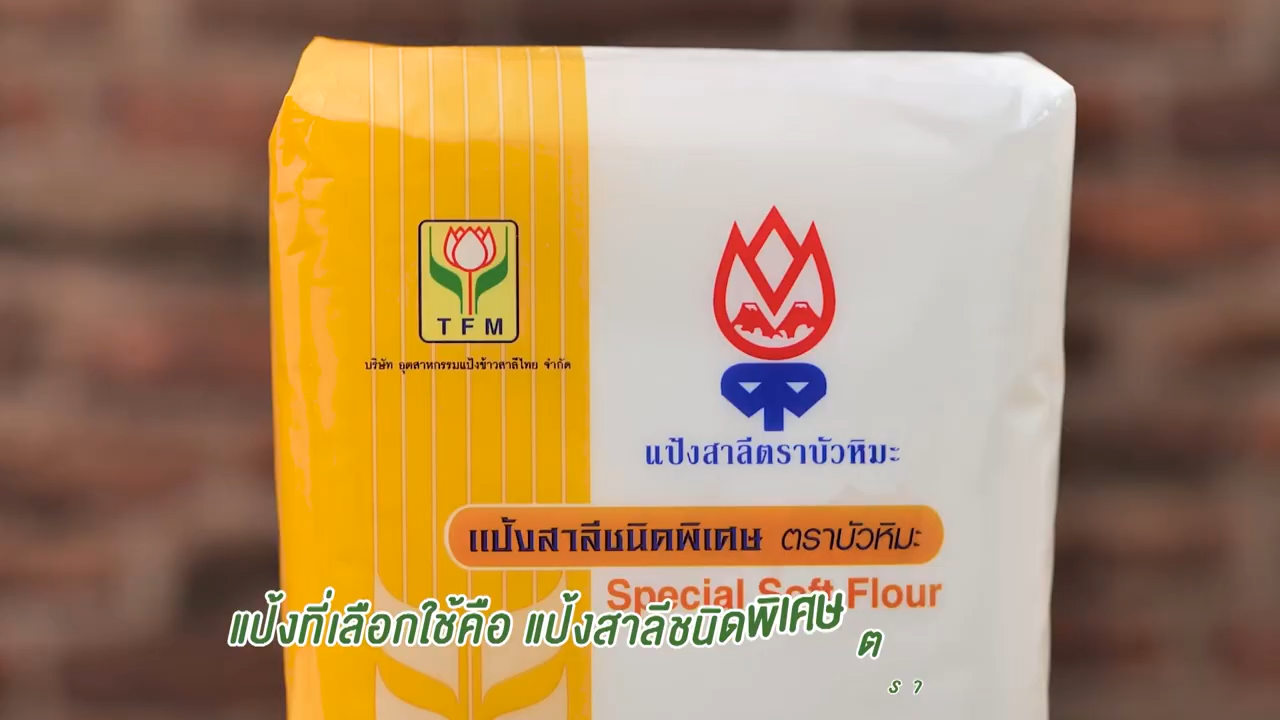 TFM
บริษัท อุตสาหกรรมแป้งข้าวสาลีไทย จำกัด
แป้งสาลีตราบัวหิมะ
แป้งสาลีชนิดพิเศษ ตราบัวหิมะ
Special Soft Flour
แป้งที่เลือกใช้คือ แป้งสาลีชนิดพิเศษ ตรา